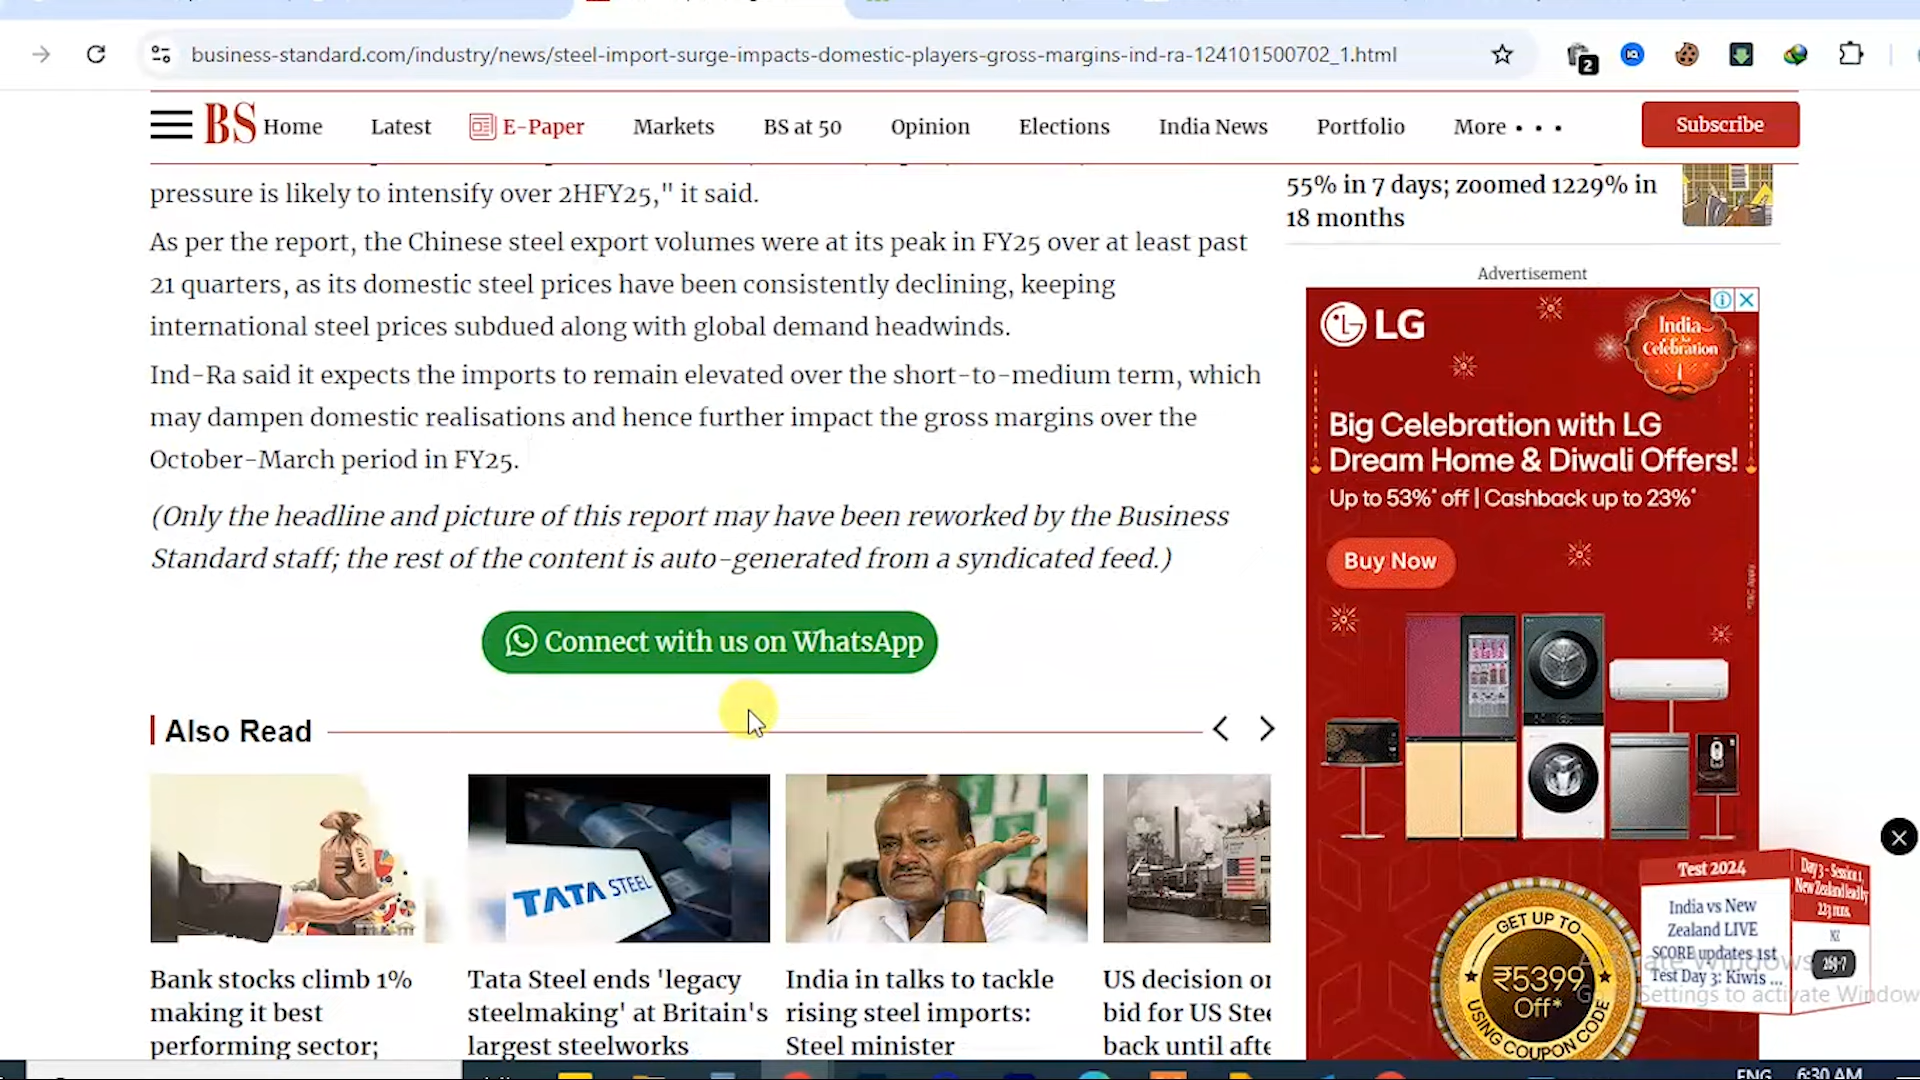 business-standard.com/industry/news/steel-import-surge-impacts-domestic-players-gross-margins-ind-ra-124101500702_1.html
2
BS Home Latest E-Paper Markets BS at 50 Opinion Elections India News Portfolio More • • •
Subscribe
pressure is likely to intensify over 2HFY25," it said.
As per the report, the Chinese steel export volumes were at its peak in FY25 over at least past
21 quarters, as its domestic steel prices have been consistently declining, keeping
international steel prices subdued along with global demand headwinds.
Ind-Ra said it expects the imports to remain elevated over the short-to-medium term, which
may dampen domestic realisations and hence further impact the gross margins over the
October-March period in FY25.
(Only the headline and picture of this report may have been reworked by the Business
Standard staff; the rest of the content is auto-generated from a syndicated feed.)
Connect with us on WhatsApp
Also Read
TATA STEEL
Bank stocks climb 1%
making it best
performing sector;
Tata Steel ends 'legacy
steelmaking' at Britain's
largest steelworks
India in talks to tackle
rising steel imports:
Steel minister
US decision on
bid for US Stee
back until afte
55% in 7 days; zoomed 1229% in
18 months
Advertisement
LG
India
Celebration
Big Celebration with LG
Dream Home & Diwali Offers!
Up to 53%* off | Cashback up to 23%*
Buy Now
*T&C Apply
GET UP TO
₹5399
Off*
USING COUPON CODE
Test 2024
India vs New
Zealand LIVE
SCORE updates 1st
Test Day 3: Kiwis ...
Day 3 - Session 1,
New Zealand lead by
223 runs.
NZ
269-7
Settings to activate Window
ENG 6:30 AM